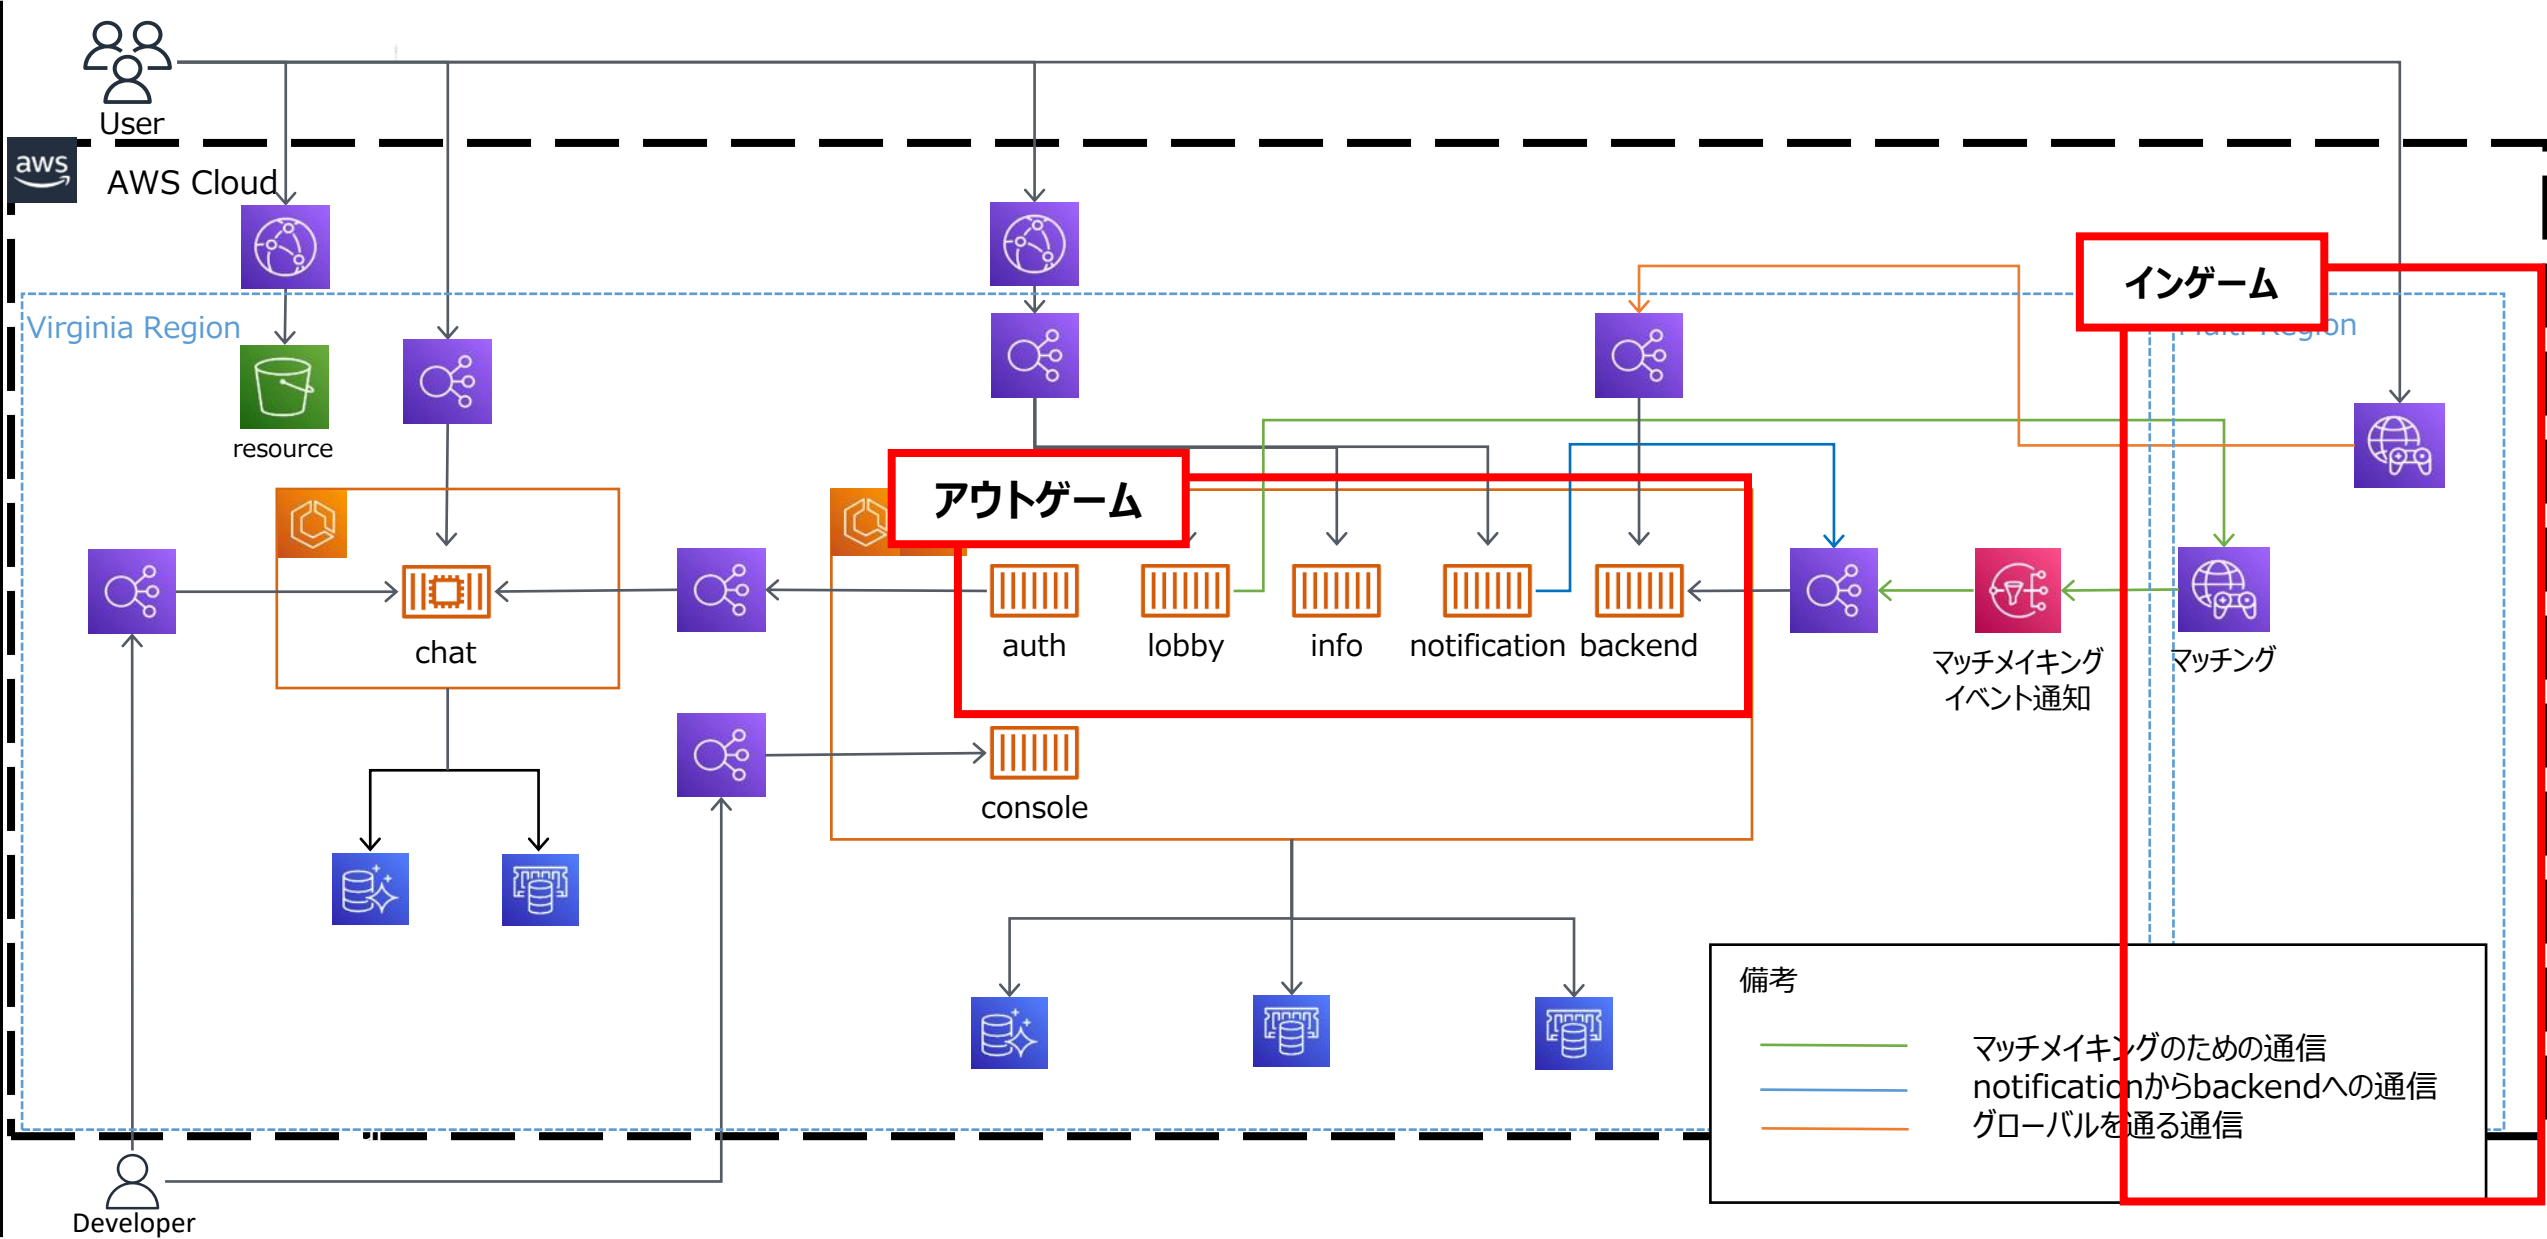 User
aws
AWS Cloud
インゲーム
Virginia Region
resource
アウトゲーム
auth
lobby
info
notification
backend
chat
マッチメイキング
イベント通知
マッチング
console
備考
マッチメイキングのための通信
notificationからbackendへの通信
グローバルを通る通信
Developer